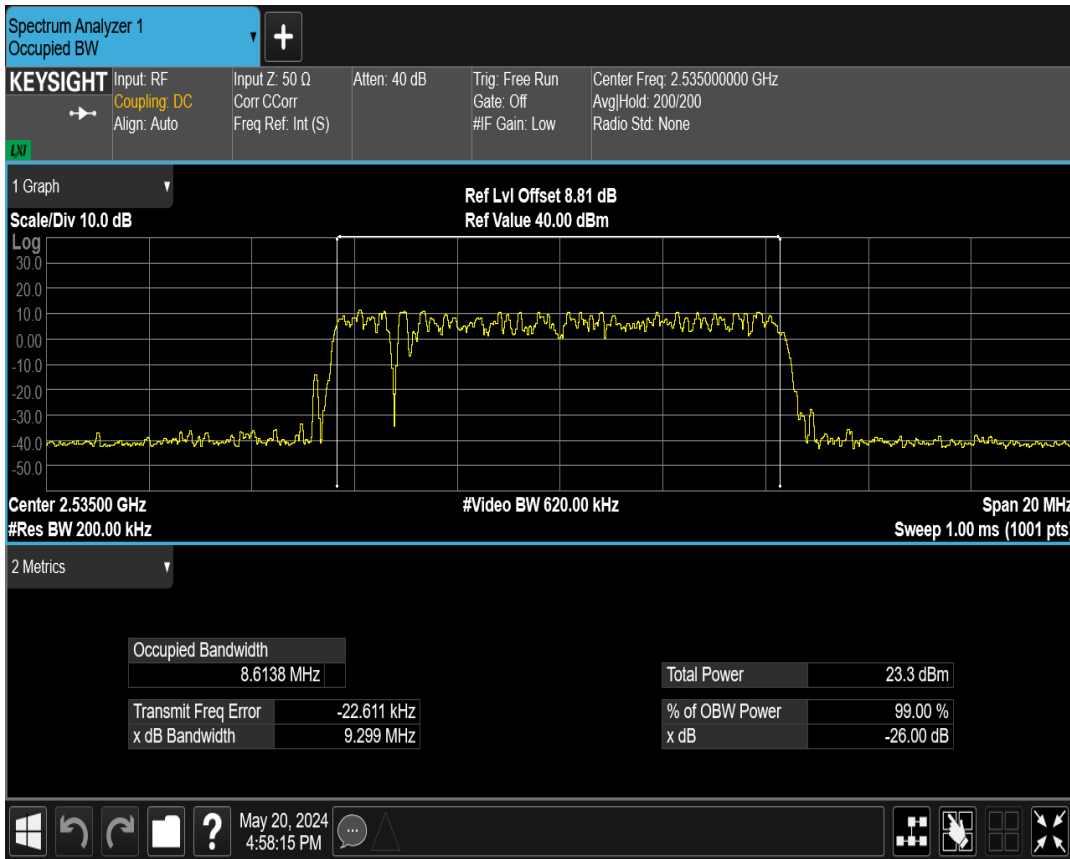 Spectrum Analyzer 1
Occupied BW
KEYSIGHT
LXI
Input: RF
Coupling: DC
Align: Auto
Input Z: 50 Ω
Corr CCorr
Freq Ref: Int (S)
Atten: 40 dB
Trig: Free Run
Gate: Off
#IF Gain: Low
Center Freq: 2.535000000 GHz
Avg|Hold: 200/200
Radio Std: None
1 Graph
Scale/Div 10.0 dB
Ref Lvl Offset 8.81 dB
Ref Value 40.00 dBm
Log
30.0
20.0
10.0
0.00
-10.0
-20.0
-30.0
-40.0
-50.0
Center 2.53500 GHz
#Video BW 620.00 kHz
Span 20 MHz
#Res BW 200.00 kHz
Sweep 1.00 ms (1001 pts)
2 Metrics
Occupied Bandwidth
8.6138 MHz
Total Power 23.3 dBm
Transmit Freq Error -22.611 kHz
% of OBW Power 99.00 %
x dB Bandwidth 9.299 MHz
x dB -26.00 dB
?
May 20, 2024
4:58:15 PM